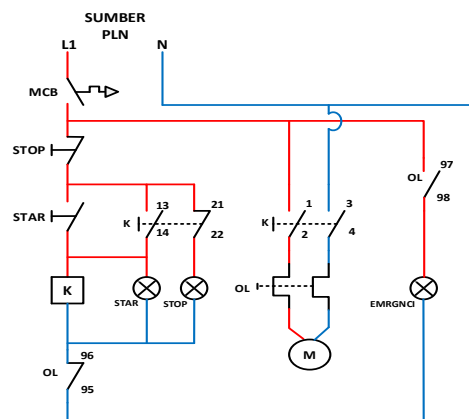 SUMBER
PLN
L1
N
MCB
STOP
STAR
K
13
14
21
22
K
1
2
3
4
OL
97
98
K
STAR
STOP
OL
EMRGNCI
M
OL
96
95